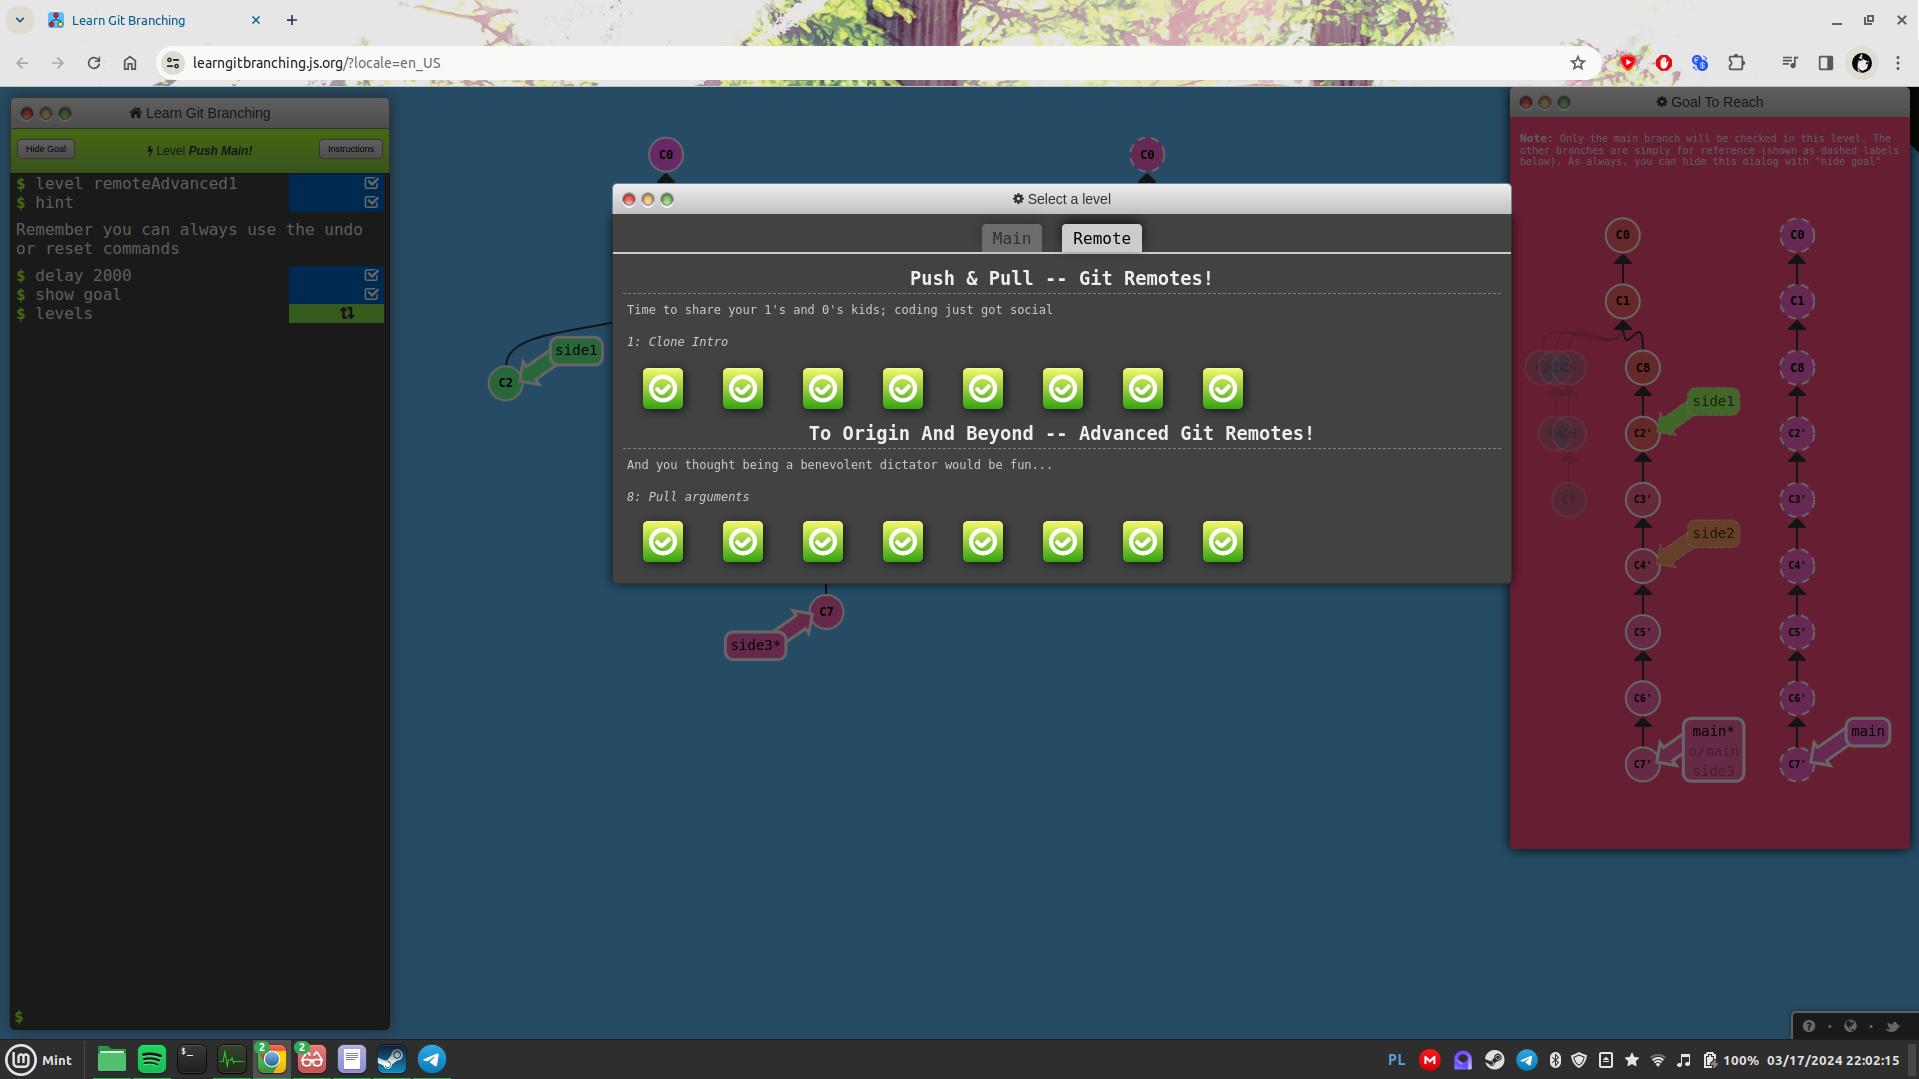 Learn Git Branching
learngitbranching.js.org/?locale=en_US
Learn Git Branching
Hide Goal
Level Push Main!
Instructions
$ level remoteAdvanced1
$ hint
Remember you can always use the undo
or reset commands
$ delay 2000
$ show goal
$ levels
$
C0
C0
side1
C2
C7
side3*
Select a level
Main
Remote
Push & Pull -- Git Remotes!
Time to share your 1's and 0's kids; coding just got social
1: Clone Intro
To Origin And Beyond -- Advanced Git Remotes!
And you thought being a benevolent dictator would be fun...
8: Pull arguments
Goal To Reach
Note: Only the main branch will be checked in this level. The
other branches are simply for reference (shown as dashed labels
below). As always, you can hide this dialog with "hide goal"
C0
C0
C1
C1
C8
C8
side1
C2'
C2'
C3'
C3'
C7
side2
C4'
C4'
C5'
C5'
C6'
C6'
main*
o/main
side3
main
C7'
C7'
Mint
2
2
PL
100%
03/17/2024 22:02:15